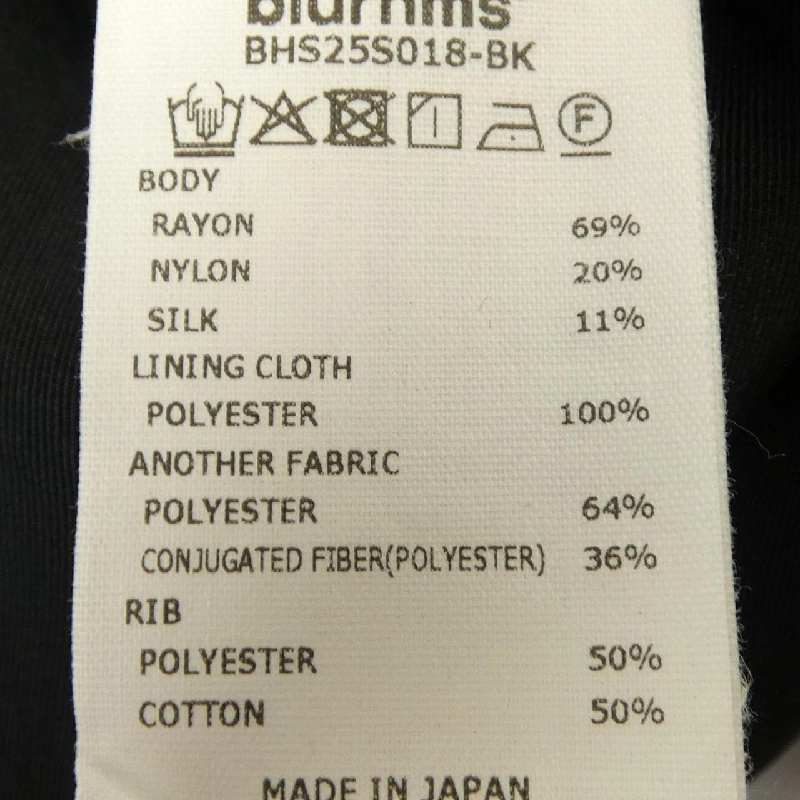 blurhms
BHS25S018-BK
F
BODY
RAYON 69%
NYLON 20%
SILK 11%
LINING CLOTH
POLYESTER 100%
ANOTHER FABRIC
POLYESTER 64%
CONJUGATED FIBER(POLYESTER) 36%
RIB
POLYESTER 50%
COTTON 50%
MADE IN JAPAN